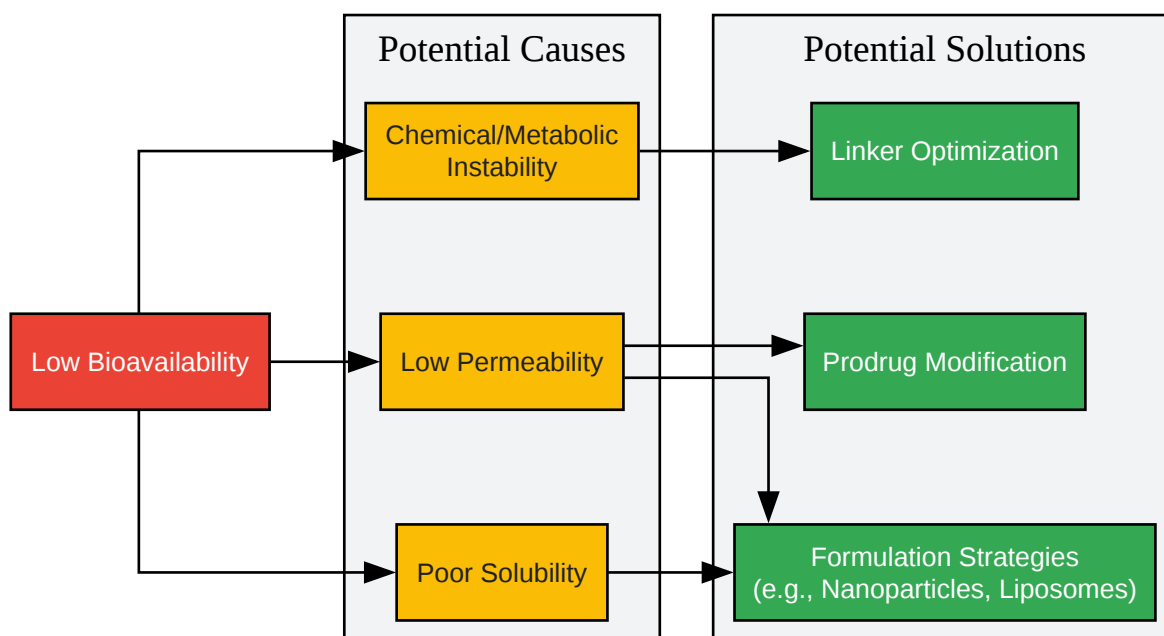 Potential Causes
Potential Solutions
Chemical/Metabolic
Instability
Linker Optimization
Low Bioavailability
Low Permeability
Prodrug Modification
Poor Solubility
Formulation Strategies
(e.g., Nanoparticles, Liposomes)